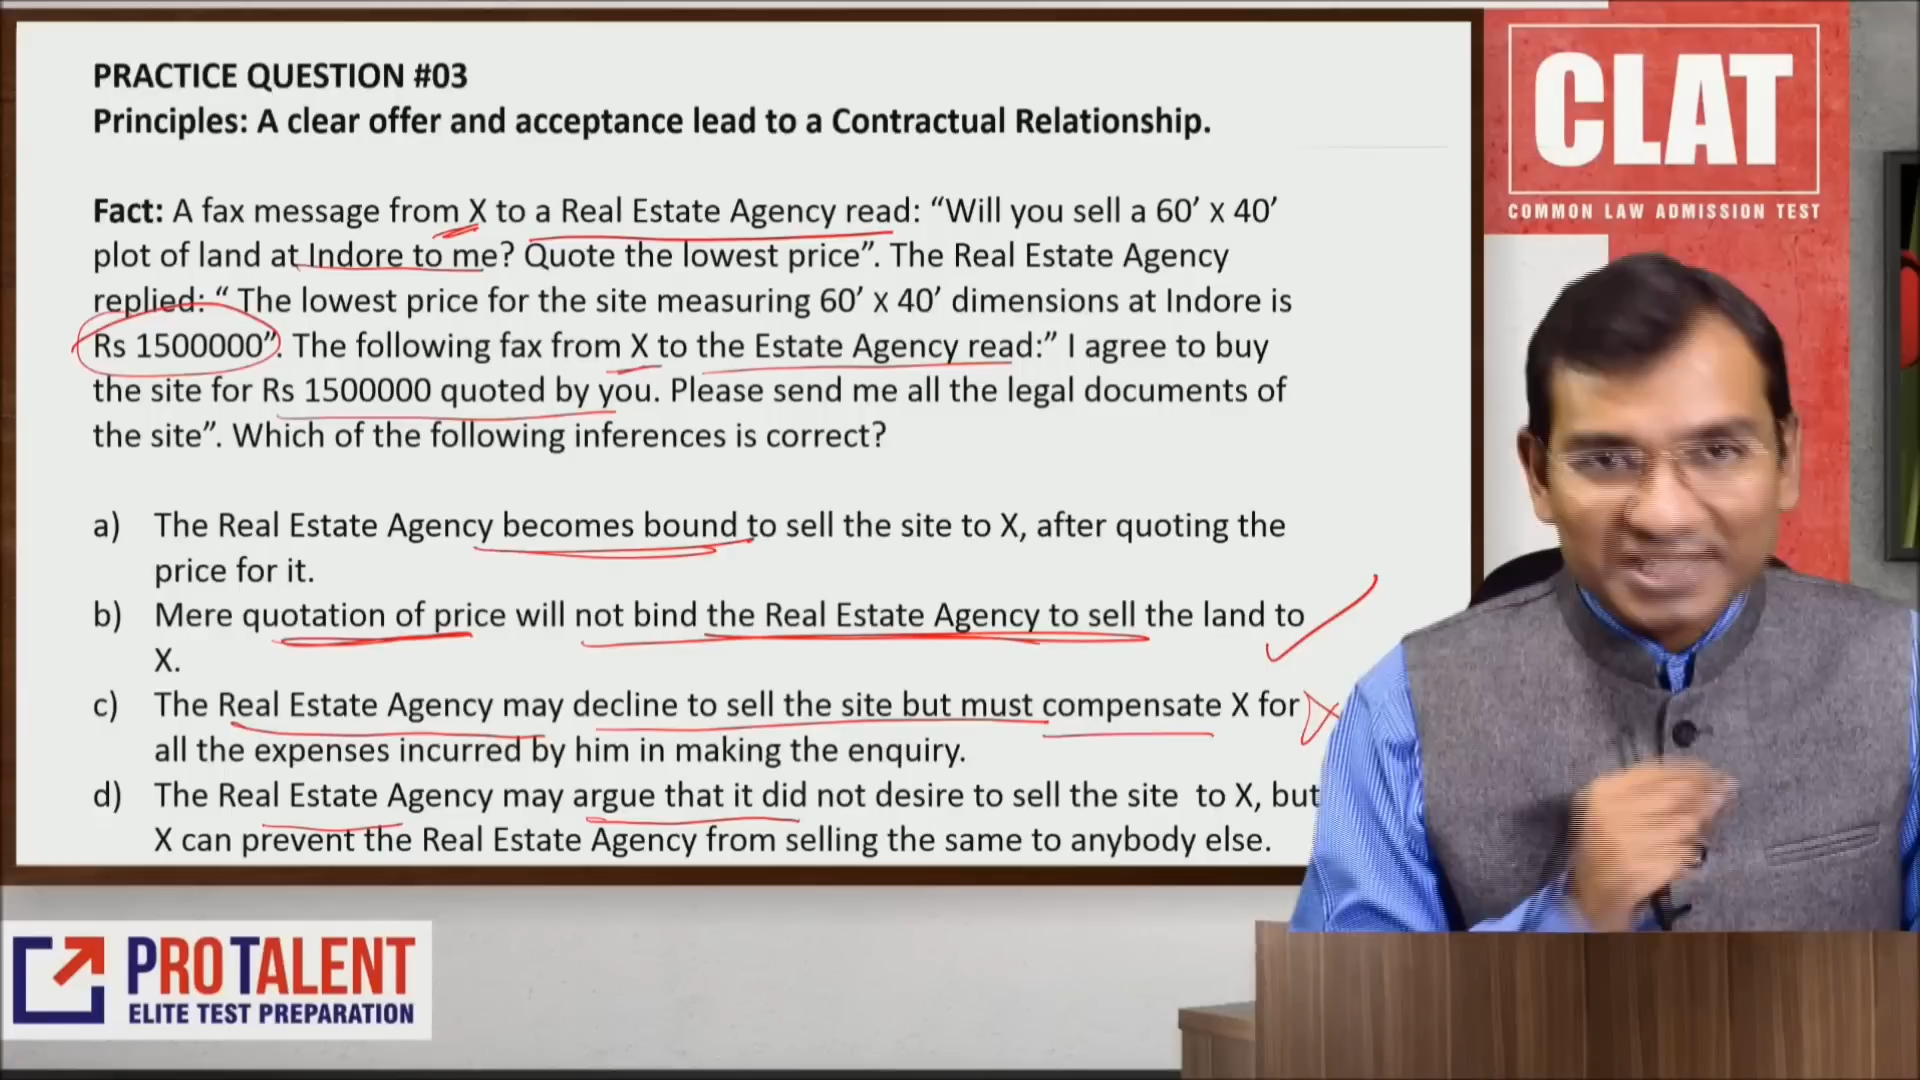 PRACTICE QUESTION #03
Principles: A clear offer and acceptance lead to a Contractual Relationship.
Fact: A fax message from X to a Real Estate Agency read: “Will you sell a 60’ x 40’
plot of land at Indore to me? Quote the lowest price”. The Real Estate Agency
replied: “ The lowest price for the site measuring 60’ x 40’ dimensions at Indore is
Rs 1500000”. The following fax from X to the Estate Agency read:” I agree to buy
the site for Rs 1500000 quoted by you. Please send me all the legal documents of
the site”. Which of the following inferences is correct?
a) The Real Estate Agency becomes bound to sell the site to X, after quoting the
price for it.
b) Mere quotation of price will not bind the Real Estate Agency to sell the land to
X.
c) The Real Estate Agency may decline to sell the site but must compensate X for
all the expenses incurred by him in making the enquiry.
d) The Real Estate Agency may argue that it did not desire to sell the site to X, but
X can prevent the Real Estate Agency from selling the same to anybody else.
CLAT
COMMON LAW ADMISSION TEST
PROTALENT
ELITE TEST PREPARATION